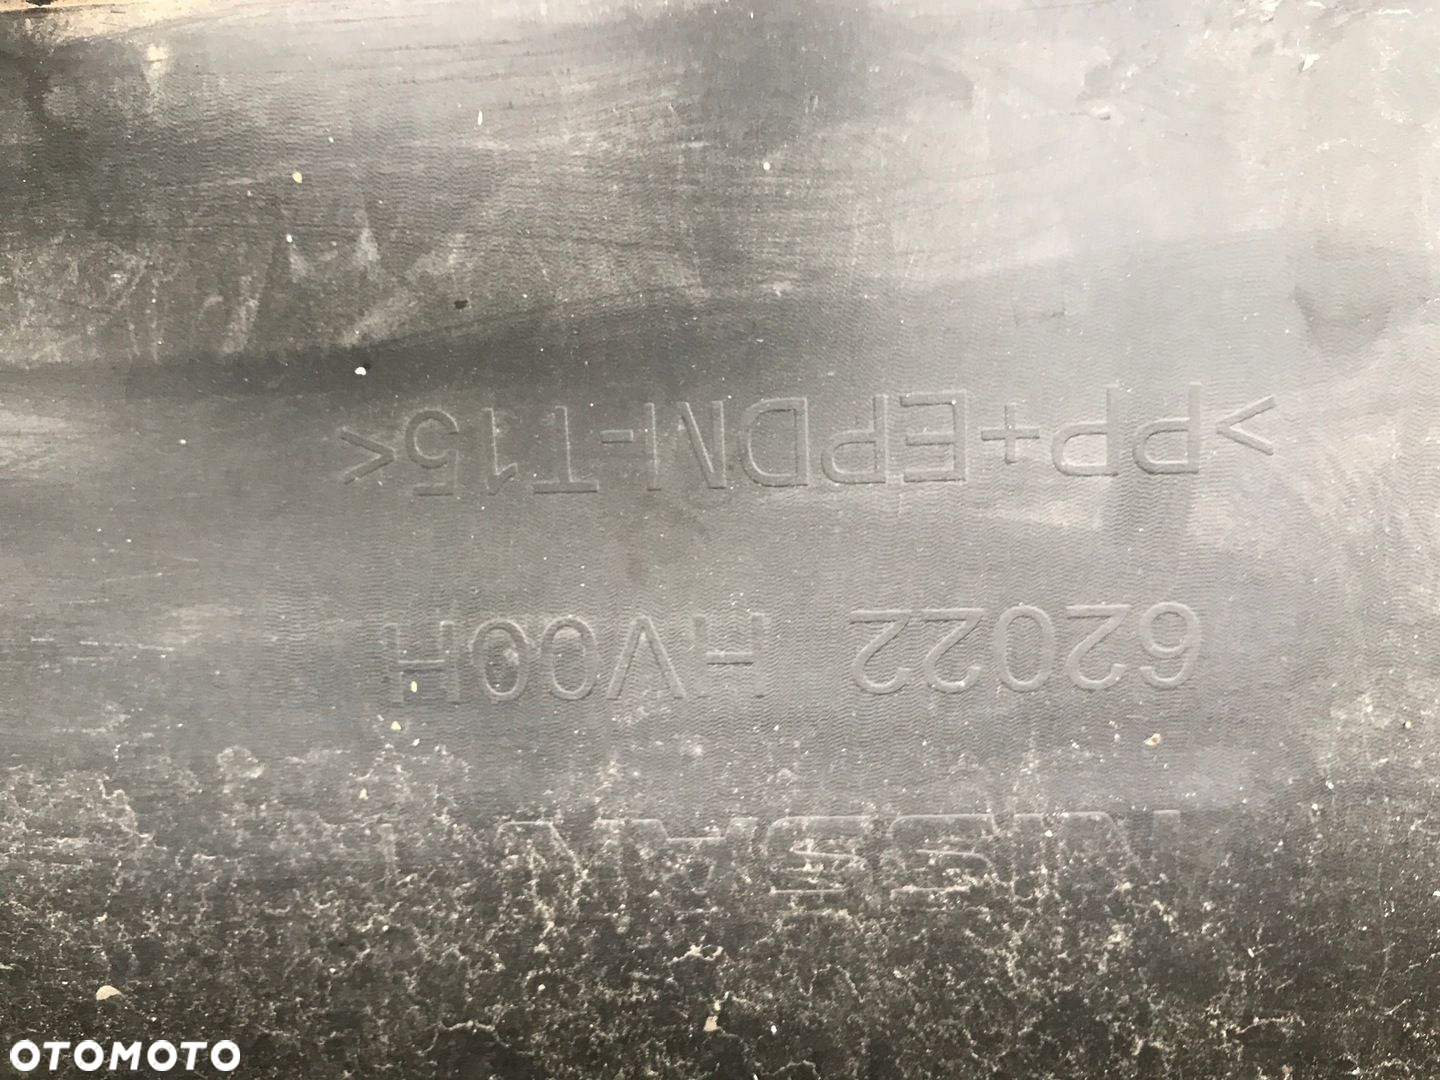 NISSAN
62022 HV00H
>PP+EPDM-T15<
OTOMOTO